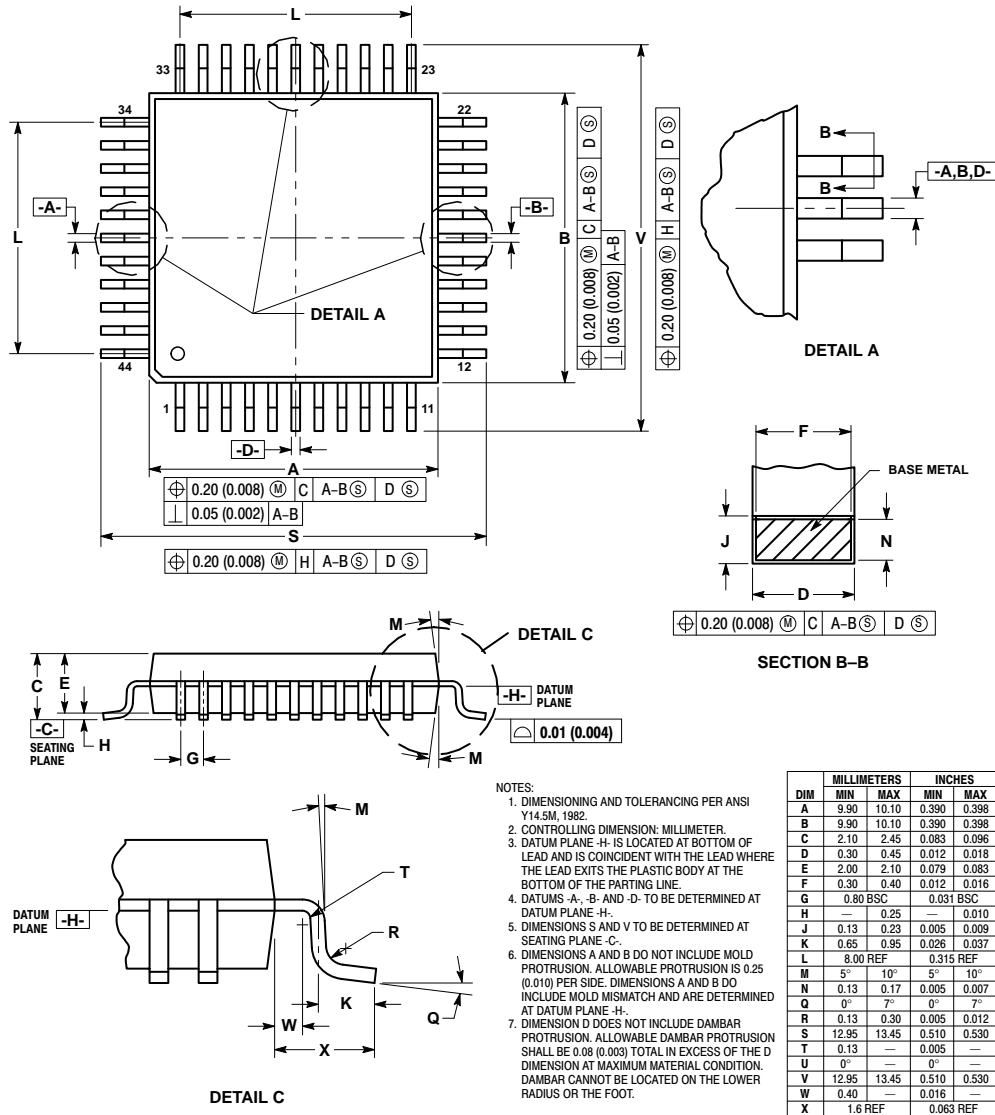 L
33
23
34
22
-A-
-B-
L
B
V
DETAIL A
44
12
1
11
-D-
A
⌖ 0.20 (0.008) Ⓜ C A–B Ⓢ D Ⓢ
⊥ 0.05 (0.002) A–B
S
⌖ 0.20 (0.008) Ⓜ H A–B Ⓢ D Ⓢ
⌖ 0.20 (0.008) Ⓜ C A–B Ⓢ D Ⓢ
⊥ 0.05 (0.002) A–B
⌖ 0.20 (0.008) Ⓜ H A–B Ⓢ D Ⓢ
B
B
-A,B,D-
DETAIL A
F
BASE METAL
J
N
D
⌖ 0.20 (0.008) Ⓜ C A–B Ⓢ D Ⓢ
SECTION B–B
M
DETAIL C
C
E
-H- DATUM
PLANE
-C-
SEATING
PLANE
H
G
M
⌓ 0.01 (0.004)
M
T
DATUM
PLANE
-H-
R
K
W
Q
X
DETAIL C
NOTES:
1. DIMENSIONING AND TOLERANCING PER ANSI
Y14.5M, 1982.
2. CONTROLLING DIMENSION: MILLIMETER.
3. DATUM PLANE -H- IS LOCATED AT BOTTOM OF
LEAD AND IS COINCIDENT WITH THE LEAD WHERE
THE LEAD EXITS THE PLASTIC BODY AT THE
BOTTOM OF THE PARTING LINE.
4. DATUMS -A-, -B- AND -D- TO BE DETERMINED AT
DATUM PLANE -H-.
5. DIMENSIONS S AND V TO BE DETERMINED AT
SEATING PLANE -C-.
6. DIMENSIONS A AND B DO NOT INCLUDE MOLD
PROTRUSION. ALLOWABLE PROTRUSION IS 0.25
(0.010) PER SIDE. DIMENSIONS A AND B DO
INCLUDE MOLD MISMATCH AND ARE DETERMINED
AT DATUM PLANE -H-.
7. DIMENSION D DOES NOT INCLUDE DAMBAR
PROTRUSION. ALLOWABLE DAMBAR PROTRUSION
SHALL BE 0.08 (0.003) TOTAL IN EXCESS OF THE D
DIMENSION AT MAXIMUM MATERIAL CONDITION.
DAMBAR CANNOT BE LOCATED ON THE LOWER
RADIUS OR THE FOOT.
MILLIMETERS INCHES
DIM MIN MAX MIN MAX
A 9.90 10.10 0.390 0.398
B 9.90 10.10 0.390 0.398
C 2.10 2.45 0.083 0.096
D 0.30 0.45 0.012 0.018
E 2.00 2.10 0.079 0.083
F 0.30 0.40 0.012 0.016
G 0.80 BSC 0.031 BSC
H — 0.25 — 0.010
J 0.13 0.23 0.005 0.009
K 0.65 0.95 0.026 0.037
L 8.00 REF 0.315 REF
M 5° 10° 5° 10°
N 0.13 0.17 0.005 0.007
Q 0° 7° 0° 7°
R 0.13 0.30 0.005 0.012
S 12.95 13.45 0.510 0.530
T 0.13 — 0.005 —
U 0° — 0° —
V 12.95 13.45 0.510 0.530
W 0.40 — 0.016 —
X 1.6 REF 0.063 REF